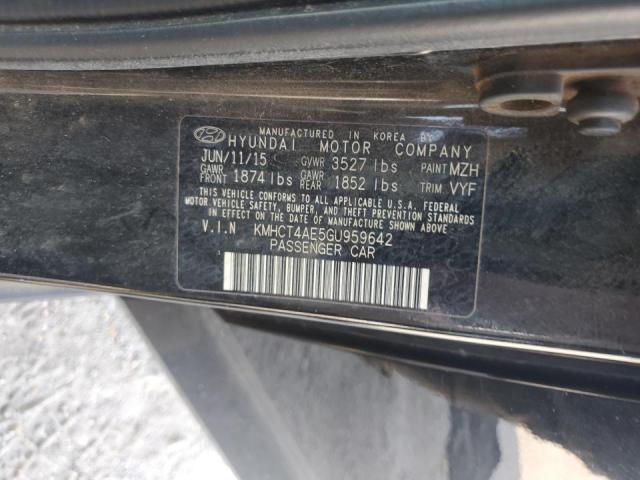 MANUFACTURED IN KOREA BY
HYUNDAI MOTOR COMPANY
JUN/11/15 GVWR 3527 lbs PAINT MZH
GAWR FRONT 1874 lbs GAWR REAR 1852 lbs TRIM VYF
THIS VEHICLE CONFORMS TO ALL APPLICABLE U.S.A. FEDERAL
MOTOR VEHICLE SAFETY, BUMPER, AND THEFT PREVENTION
STANDARDS IN EFFECT ON THE DATE OF MANUFACTURE SHOWN ABOVE.
V.I.N KMHCT4AE5GU959642
PASSENGER CAR